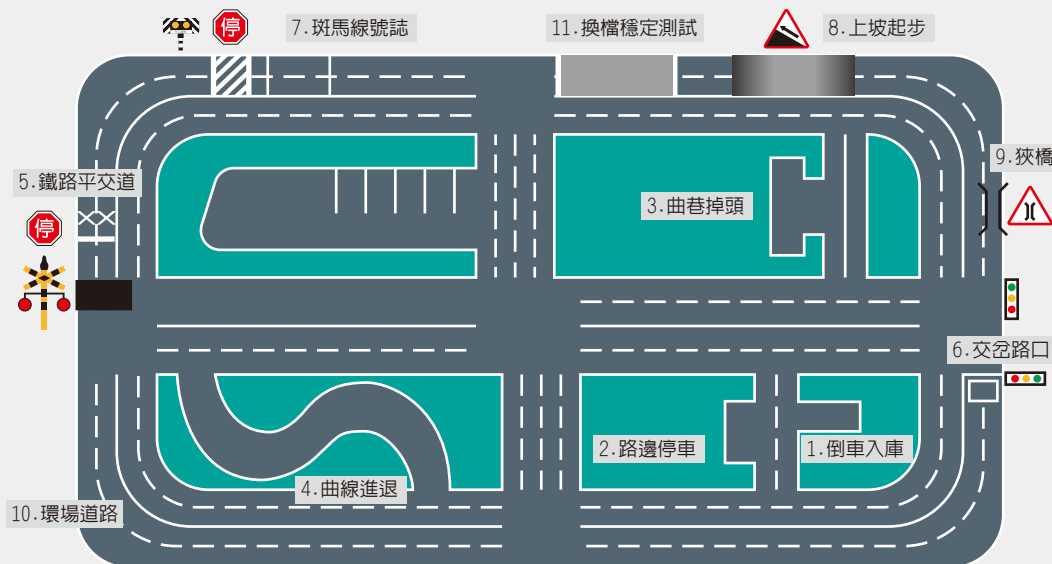 停
7.斑馬線號誌
11.換檔穩定測試
8.上坡起步
9.狹橋
5.鐵路平交道
停
3.曲巷掉頭
6.交岔路口
2.路邊停車
1.倒車入庫
4.曲線進退
10.環場道路